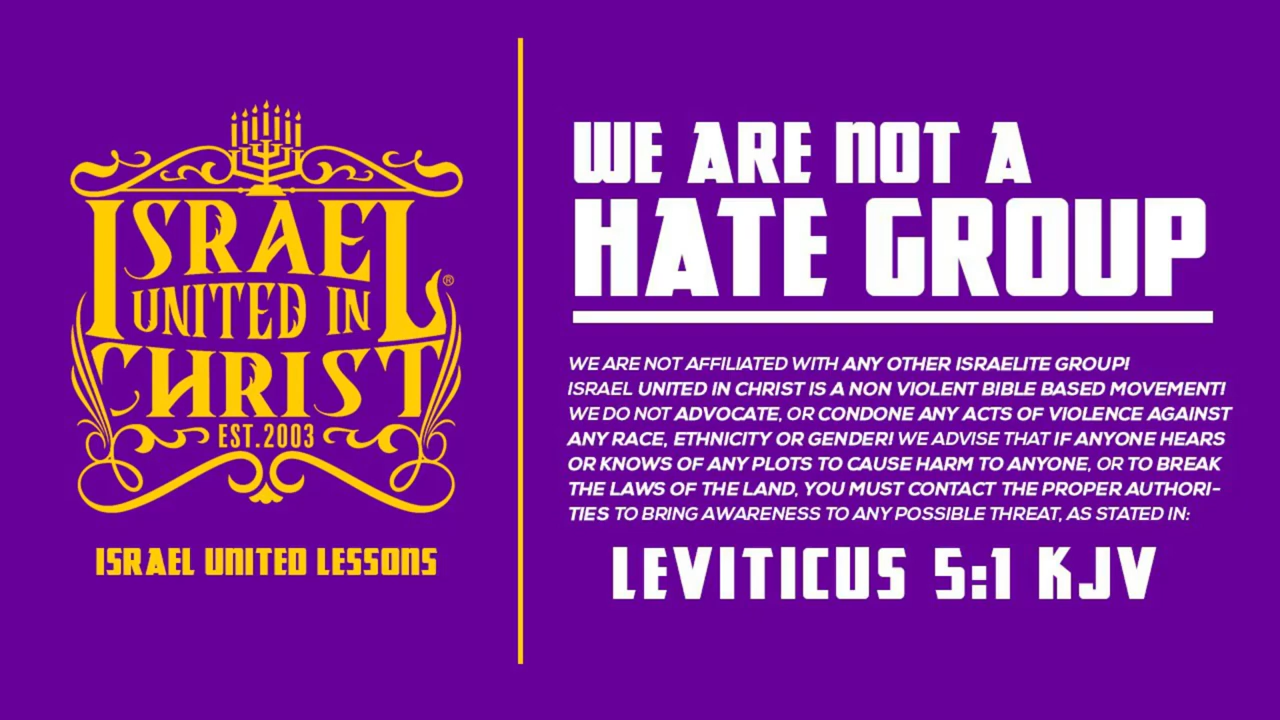 ISRAEL
UNITED IN
CHRIST
®
EST.2003
ISRAEL UNITED LESSONS
WE ARE NOT A
HATE GROUP
WE ARE NOT AFFILIATED WITH ANY OTHER ISRAELITE GROUP!
ISRAEL UNITED IN CHRIST IS A NON VIOLENT BIBLE BASED MOVEMENT!
WE DO NOT ADVOCATE, OR CONDONE ANY ACTS OF VIOLENCE AGAINST
ANY RACE, ETHNICITY OR GENDER! WE ADVISE THAT IF ANYONE HEARS
OR KNOWS OF ANY PLOTS TO CAUSE HARM TO ANYONE, OR TO BREAK
THE LAWS OF THE LAND, YOU MUST CONTACT THE PROPER AUTHORI-
TIES TO BRING AWARENESS TO ANY POSSIBLE THREAT, AS STATED IN:
LEVITICUS 5:1 KJV